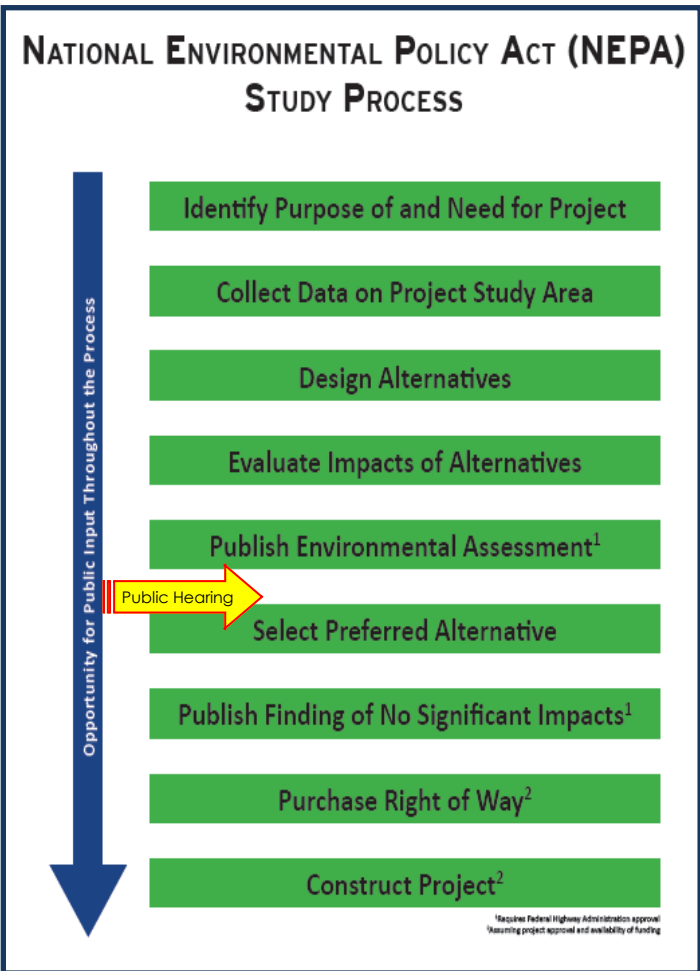 NATIONAL ENVIRONMENTAL POLICY ACT (NEPA)
STUDY PROCESS
Identify Purpose of and Need for Project
Collect Data on Project Study Area
Design Alternatives
Evaluate Impacts of Alternatives
Publish Environmental Assessment¹
Opportunity for Public Input Throughout the Process
Public Hearing
Select Preferred Alternative
Publish Finding of No Significant Impacts¹
Purchase Right of Way²
Construct Project²
¹Requires Federal Highway Administration approval
²Assuming project approval and availability of funding